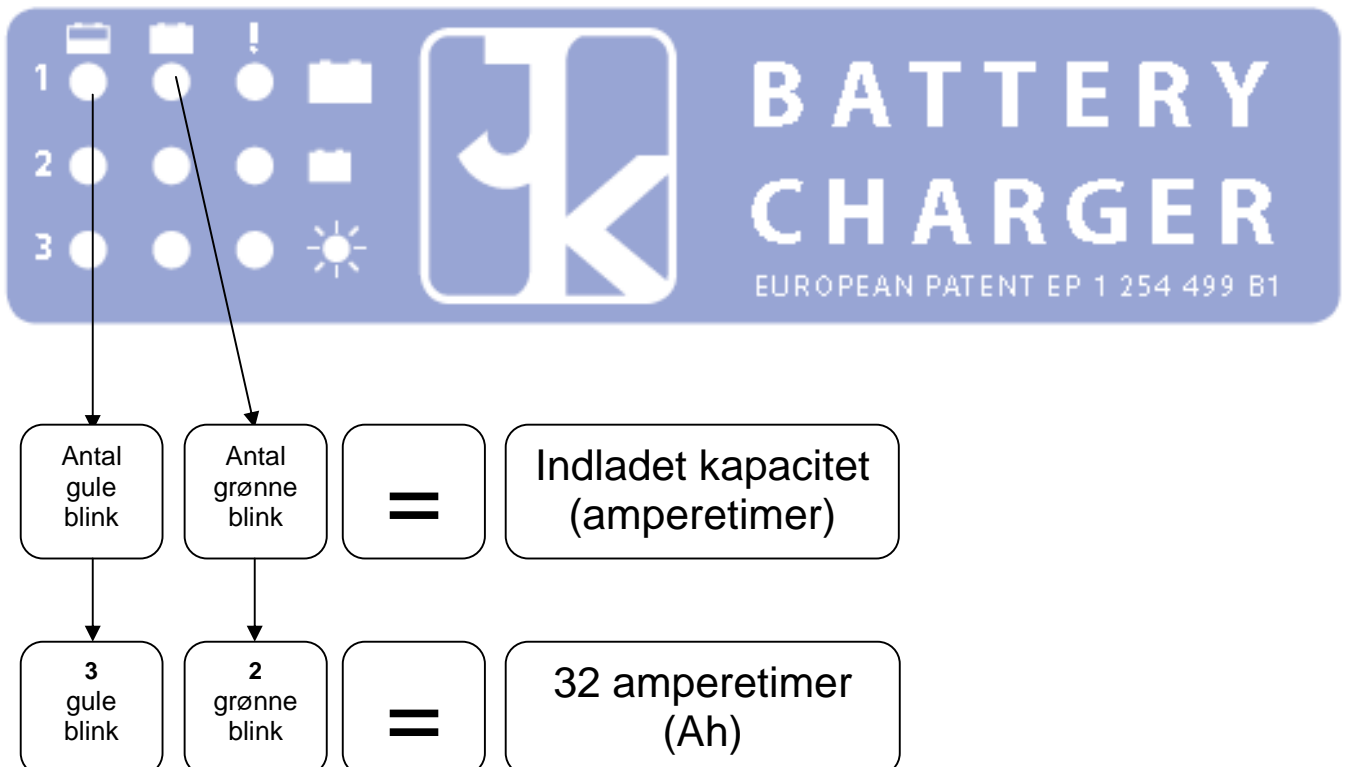 !
1
2
3
JK
BATTERY
CHARGER
EUROPEAN PATENT EP 1 254 499 B1
Antal
gule
blink
Antal
grønne
blink
=
Indladet kapacitet
(amperetimer)
3
gule
blink
2
grønne
blink
=
32 amperetimer
(Ah)